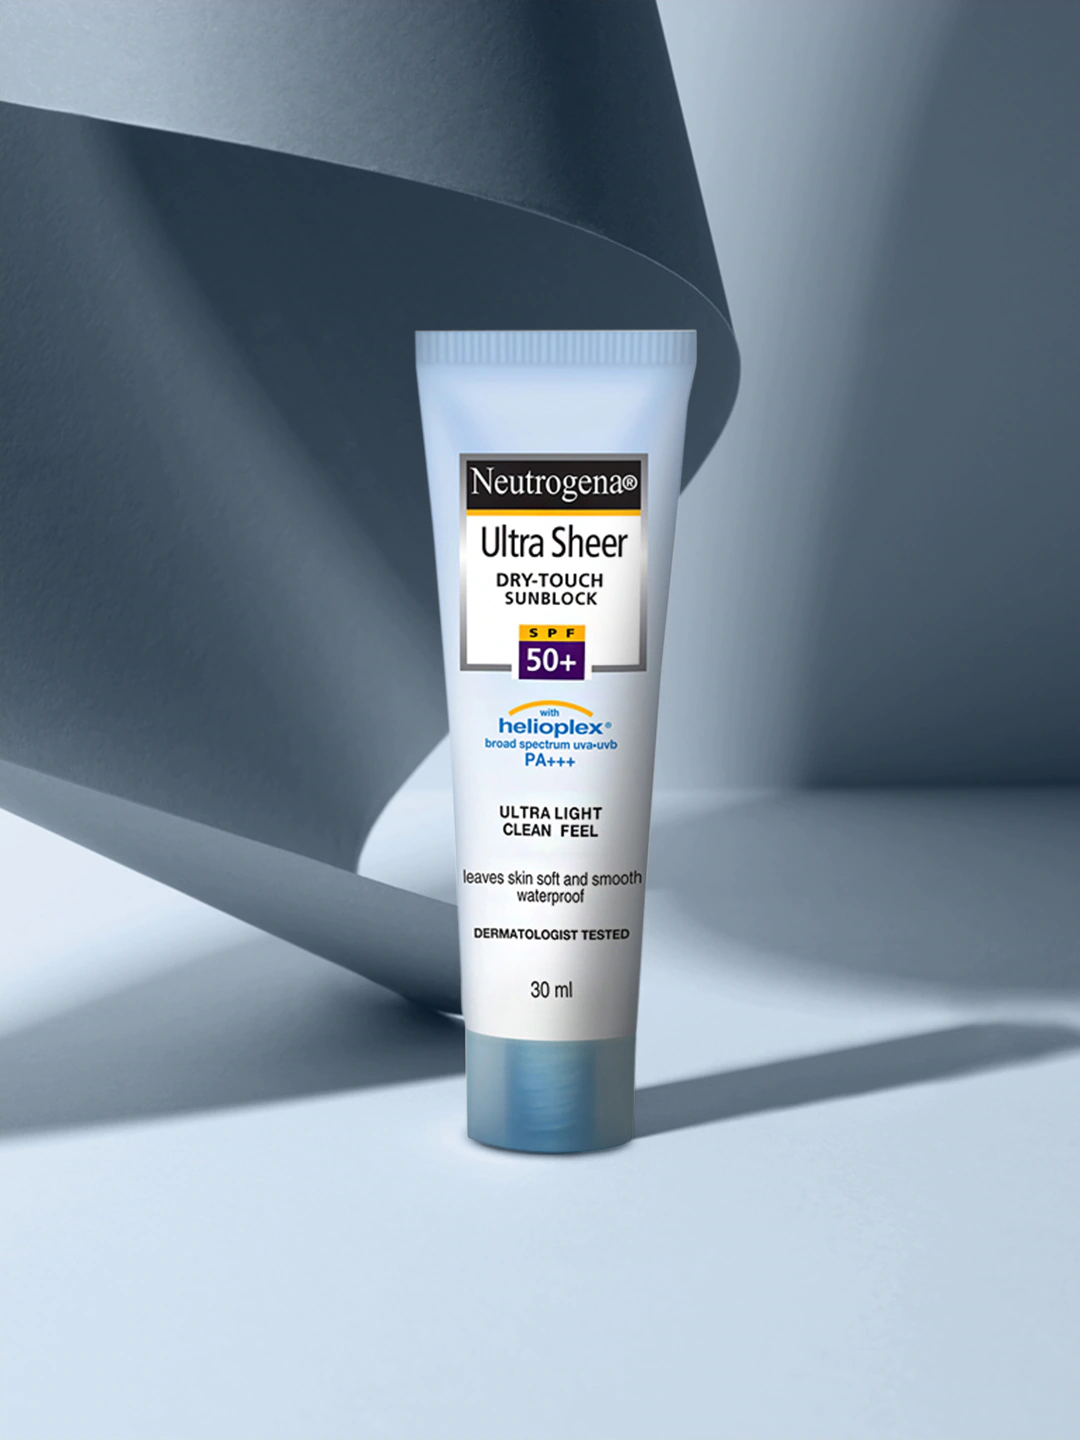 Neutrogena®
Ultra Sheer
DRY-TOUCH
SUNBLOCK
SPF
50+
with
helioplex®
broad spectrum uva•uvb
PA+++
ULTRA LIGHT
CLEAN FEEL
leaves skin soft and smooth
waterproof
DERMATOLOGIST TESTED
30 ml